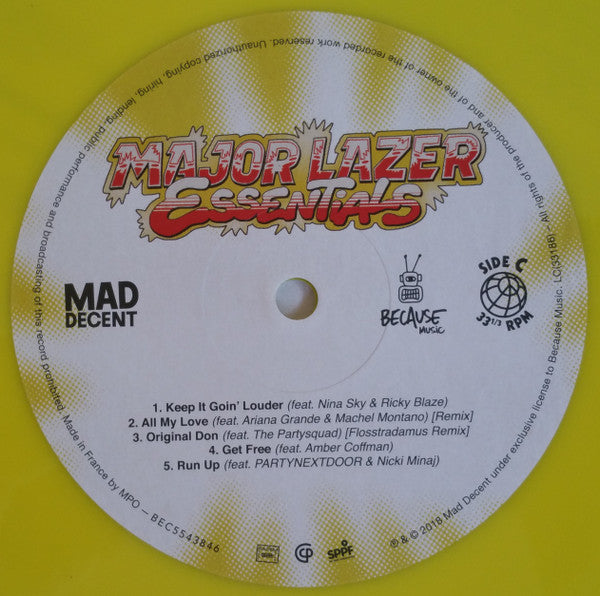 MAJOR LAZER
ESSENTIALS
MAD
DECENT
BECAUSE
MUSIC
SIDE C
33 1/3 RPM
1. Keep It Goin' Louder (feat. Nina Sky & Ricky Blaze)
2. All My Love (feat. Ariana Grande & Machel Montano) [Remix]
3. Original Don (feat. The Partysquad) [Flosstradamus Remix]
4. Get Free (feat. Amber Coffman)
5. Run Up (feat. PARTYNEXTDOOR & Nicki Minaj)
SPPF
℗ & © 2018 Mad Decent under exclusive license to Because Music. LC(33186) · All rights of the producer and of the owner of the recorded work reserved. Unauthorized copying, hiring, lending, public performance and broadcasting of this record prohibited. Made in France by MPO – BEC5543846